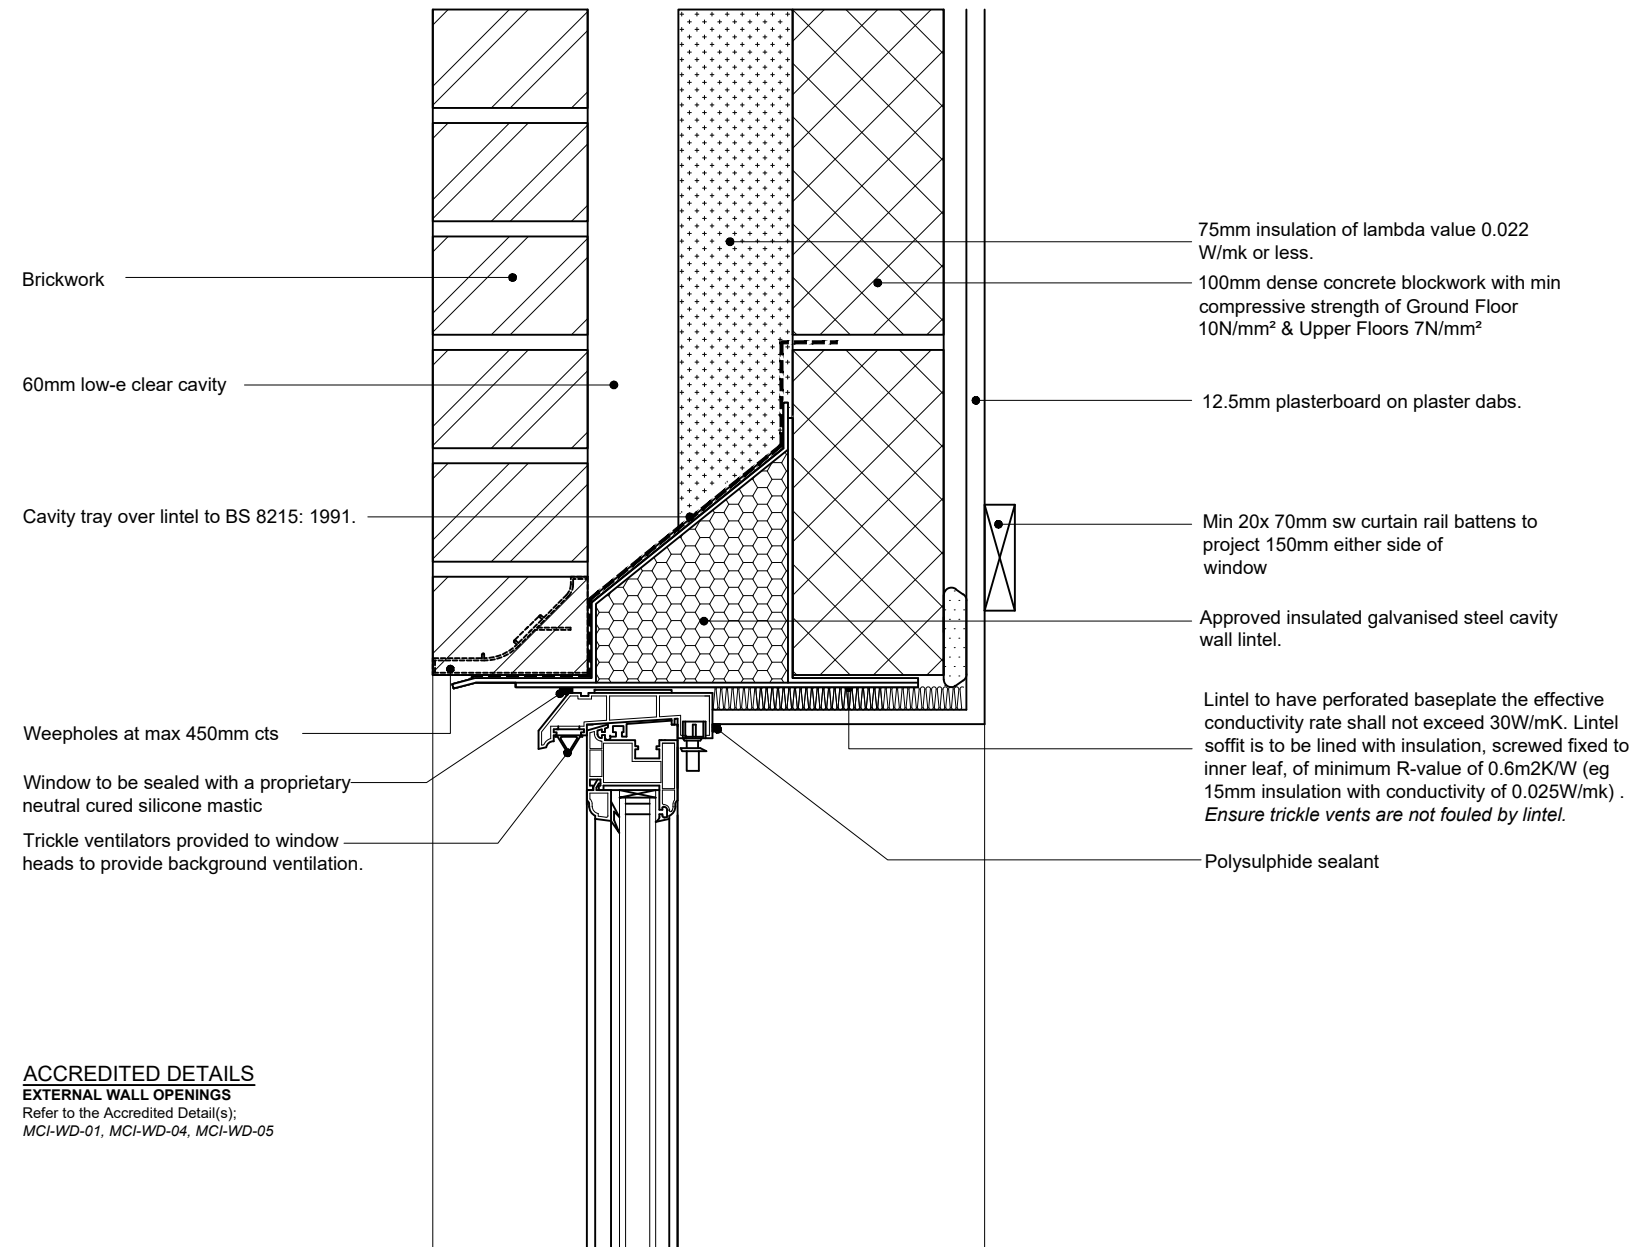 Brickwork
60mm low-e clear cavity
Cavity tray over lintel to BS 8215: 1991.
Weepholes at max 450mm cts
Window to be sealed with a proprietary
neutral cured silicone mastic
Trickle ventilators provided to window
heads to provide background ventilation.
75mm insulation of lambda value 0.022
W/mk or less.
100mm dense concrete blockwork with min
compressive strength of Ground Floor
10N/mm² & Upper Floors 7N/mm²
12.5mm plasterboard on plaster dabs.
Min 20x 70mm sw curtain rail battens to
project 150mm either side of
window
Approved insulated galvanised steel cavity
wall lintel.
Lintel to have perforated baseplate the effective
conductivity rate shall not exceed 30W/mK. Lintel
soffit is to be lined with insulation, screwed fixed to
inner leaf, of minimum R-value of 0.6m2K/W (eg
15mm insulation with conductivity of 0.025W/mk) .
Ensure trickle vents are not fouled by lintel.
Polysulphide sealant
ACCREDITED DETAILS
EXTERNAL WALL OPENINGS
Refer to the Accredited Detail(s);
MCI-WD-01, MCI-WD-04, MCI-WD-05